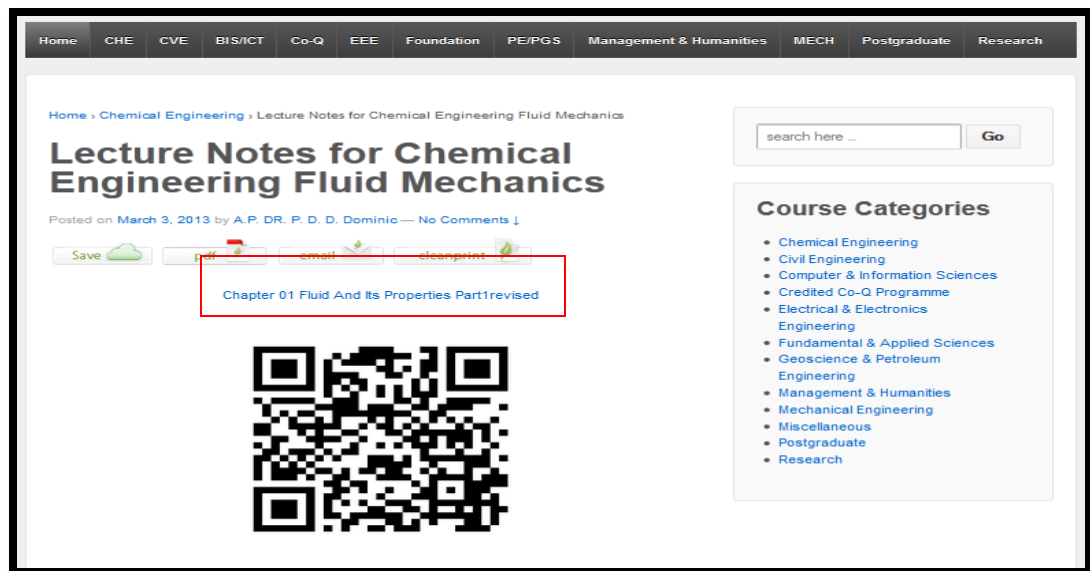 Home CHE CVE BIS/ICT Co-Q EEE Foundation PE/PGS Management & Humanities MECH Postgraduate Research
Home › Chemical Engineering › Lecture Notes for Chemical Engineering Fluid Mechanics
Lecture Notes for Chemical
Engineering Fluid Mechanics
Posted on March 3, 2013 by A.P. DR. P. D. D. Dominic — No Comments ↓
Save pdf email cleanprint
Chapter 01 Fluid And Its Properties Part1revised
search here ... Go
Course Categories
• Chemical Engineering
• Civil Engineering
• Computer & Information Sciences
• Credited Co-Q Programme
• Electrical & Electronics
Engineering
• Fundamental & Applied Sciences
• Geoscience & Petroleum
Engineering
• Management & Humanities
• Mechanical Engineering
• Miscellaneous
• Postgraduate
• Research